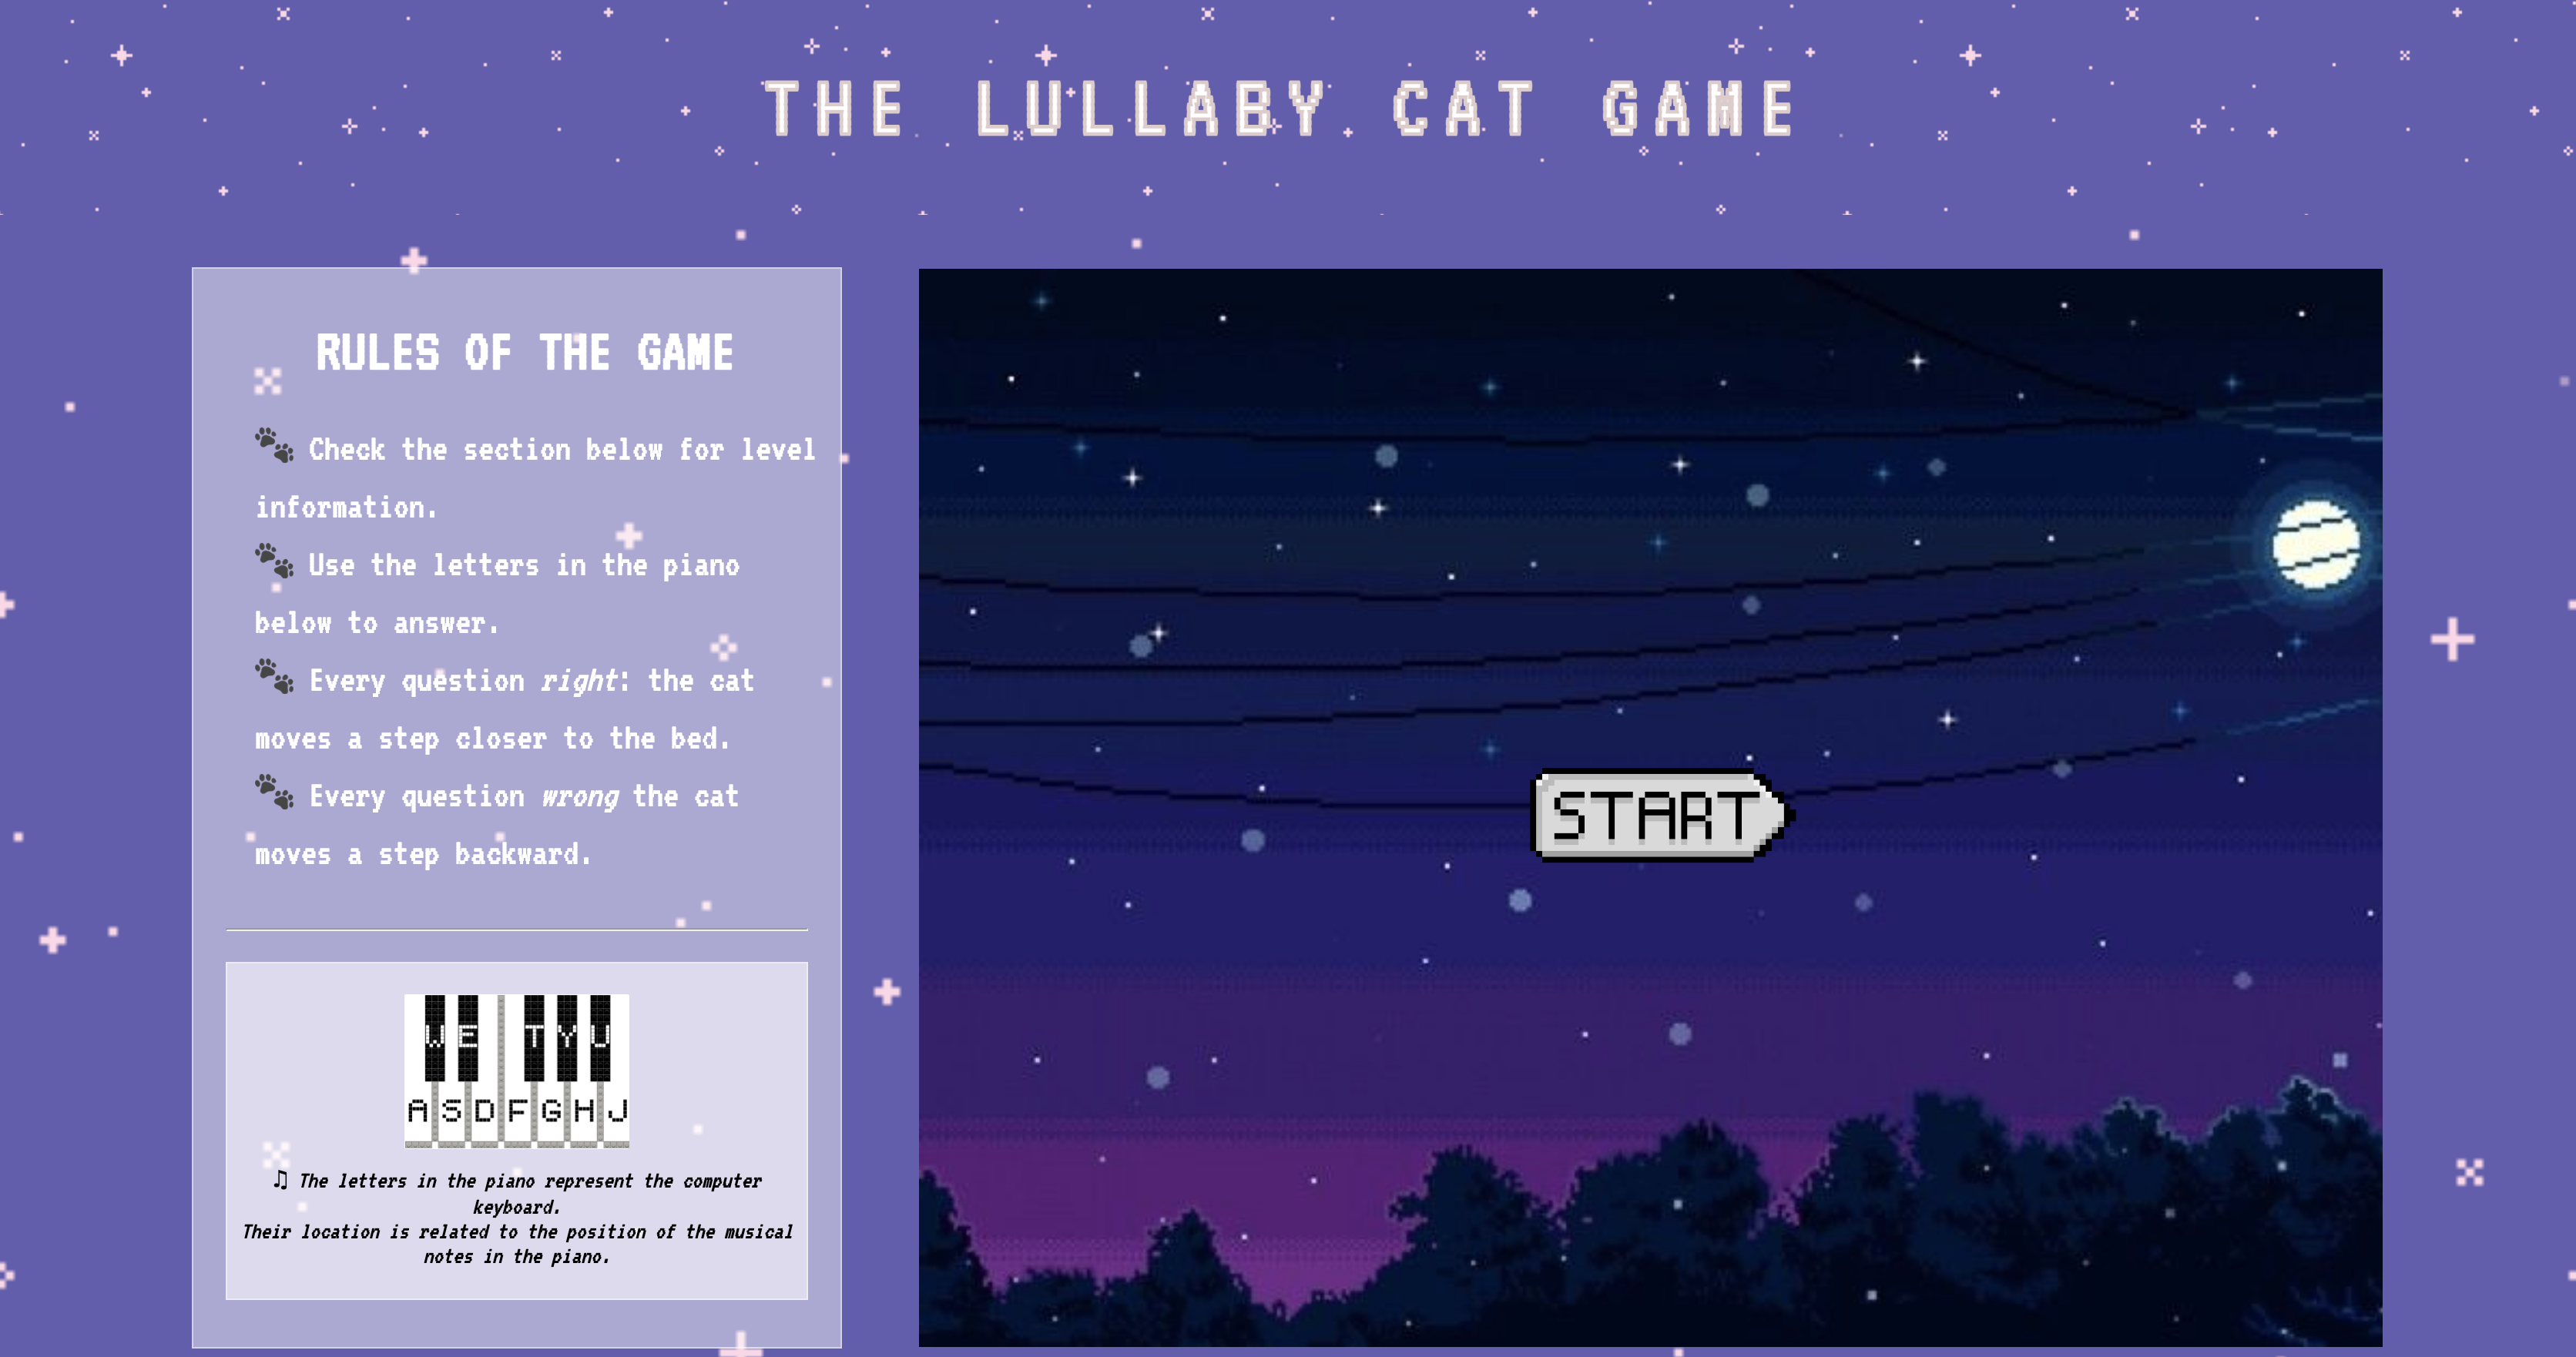 THE LULLABY CAT GAME
RULES OF THE GAME
🐾 Check the section below for level
information.
🐾 Use the letters in the piano
below to answer.
🐾 Every question right: the cat
moves a step closer to the bed.
🐾 Every question wrong the cat
moves a step backward.
START
W E T Y U
A S D F G H J
♫ The letters in the piano represent the computer
keyboard.
Their location is related to the position of the musical
notes in the piano.